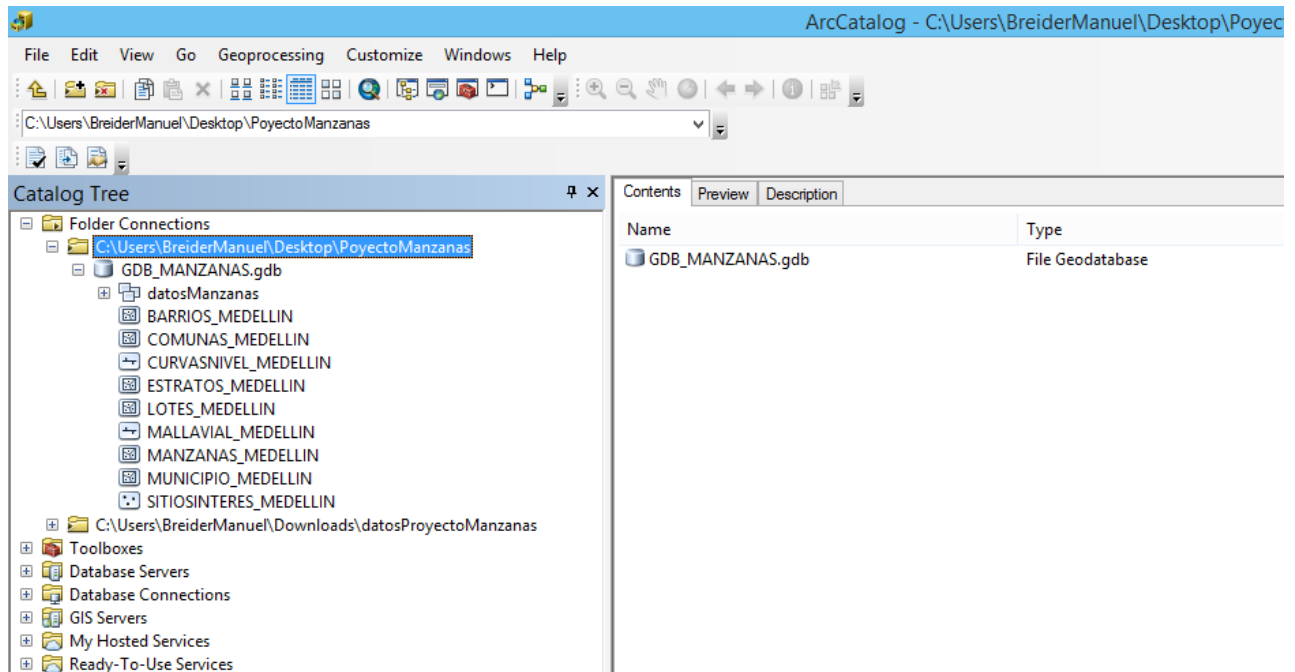 ArcCatalog - C:\Users\BreiderManuel\Desktop\Poyec
File Edit View Go Geoprocessing Customize Windows Help
C:\Users\BreiderManuel\Desktop\PoyectoManzanas
Catalog Tree
Contents Preview Description
Folder Connections
Name Type
C:\Users\BreiderManuel\Desktop\PoyectoManzanas
GDB_MANZANAS.gdb File Geodatabase
GDB_MANZANAS.gdb
datosManzanas
BARRIOS_MEDELLIN
COMUNAS_MEDELLIN
CURVASNIVEL_MEDELLIN
ESTRATOS_MEDELLIN
LOTES_MEDELLIN
MALLAVIAL_MEDELLIN
MANZANAS_MEDELLIN
MUNICIPIO_MEDELLIN
SITIOSINTERES_MEDELLIN
C:\Users\BreiderManuel\Downloads\datosProyectoManzanas
Toolboxes
Database Servers
Database Connections
GIS Servers
My Hosted Services
Ready-To-Use Services